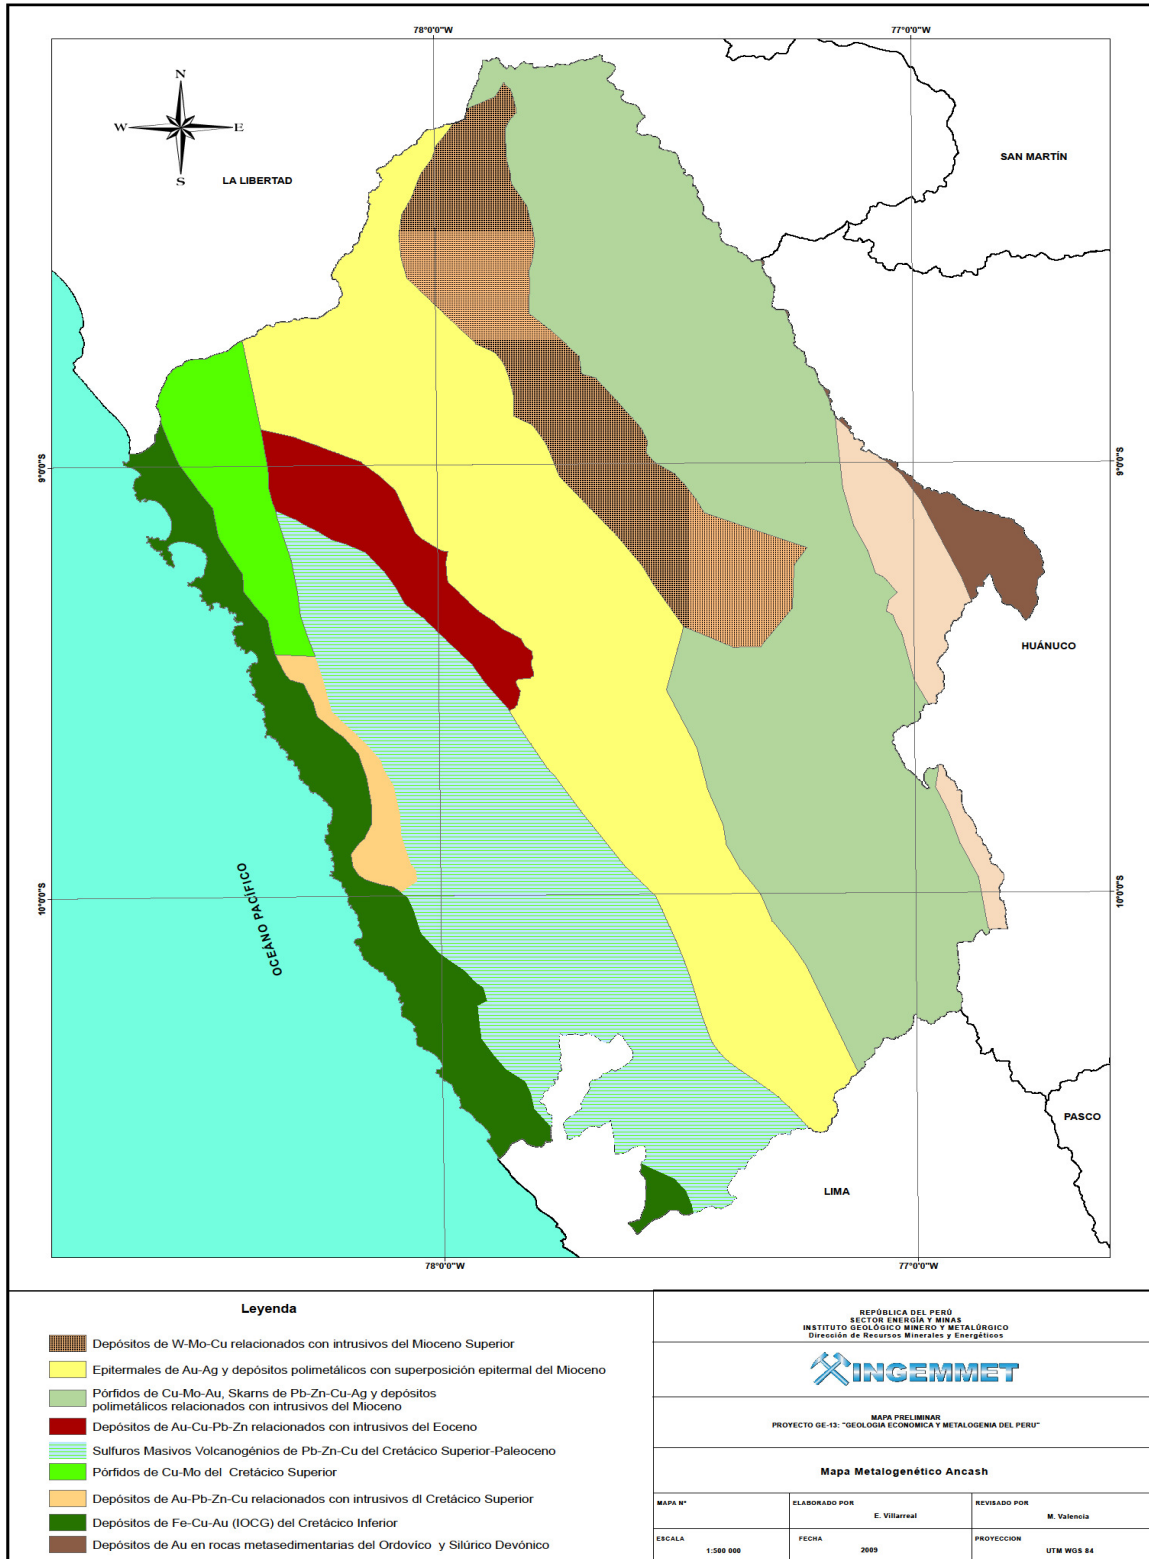 78°0'0"W
77°0'0"W
N
W
E
S
SAN MARTÍN
LA LIBERTAD
9°0'0"S
9°0'0"S
HUÁNUCO
OCEÁNO PACÍFICO
10°0'0"S
10°0'0"S
PASCO
LIMA
78°0'0"W
77°0'0"W
Leyenda
Depósitos de W-Mo-Cu relacionados con intrusivos del Mioceno Superior
Epitermales de Au-Ag y depósitos polimetálicos con superposición epitermal del Mioceno
Pórfidos de Cu-Mo-Au, Skarns de Pb-Zn-Cu-Ag y depósitos
polimetálicos relacionados con intrusivos del Mioceno
Depósitos de Au-Cu-Pb-Zn relacionados con intrusivos del Eoceno
Sulfuros Masivos Volcanogénios de Pb-Zn-Cu del Cretácico Superior-Paleoceno
Pórfidos de Cu-Mo del Cretácico Superior
Depósitos de Au-Pb-Zn-Cu relacionados con intrusivos dl Cretácico Superior
Depósitos de Fe-Cu-Au (IOCG) del Cretácico Inferior
Depósitos de Au en rocas metasedimentarias del Ordovíco y Silúrico Devónico
REPÚBLICA DEL PERÚ
SECTOR ENERGÍA Y MINAS
INSTITUTO GEOLÓGICO MINERO Y METALÚRGICO
Dirección de Recursos Minerales y Energéticos
INGEMMET
MAPA PRELIMINAR
PROYECTO GE-13: "GEOLOGIA ECONOMICA Y METALOGENIA DEL PERU"
Mapa Metalogenético Ancash
MAPA N°
ELABORADO POR
E. Villarreal
REVISADO POR
M. Valencia
ESCALA
1:500 000
FECHA
2009
PROYECCION
UTM WGS 84